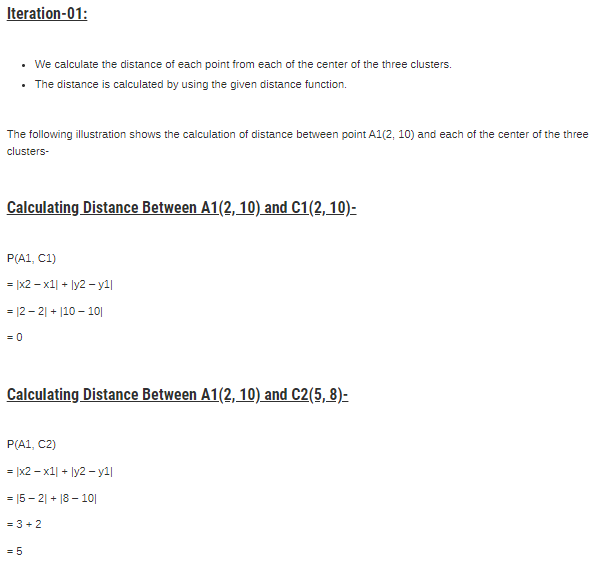 Iteration-01:
• We calculate the distance of each point from each of the center of the three clusters.
• The distance is calculated by using the given distance function.
The following illustration shows the calculation of distance between point A1(2, 10) and each of the center of the three
clusters-
Calculating Distance Between A1(2, 10) and C1(2, 10)-
Ρ(A1, C1)
= |x2 – x1| + |y2 – y1|
= |2 – 2| + |10 – 10|
= 0
Calculating Distance Between A1(2, 10) and C2(5, 8)-
Ρ(A1, C2)
= |x2 – x1| + |y2 – y1|
= |5 – 2| + |8 – 10|
= 3 + 2
= 5